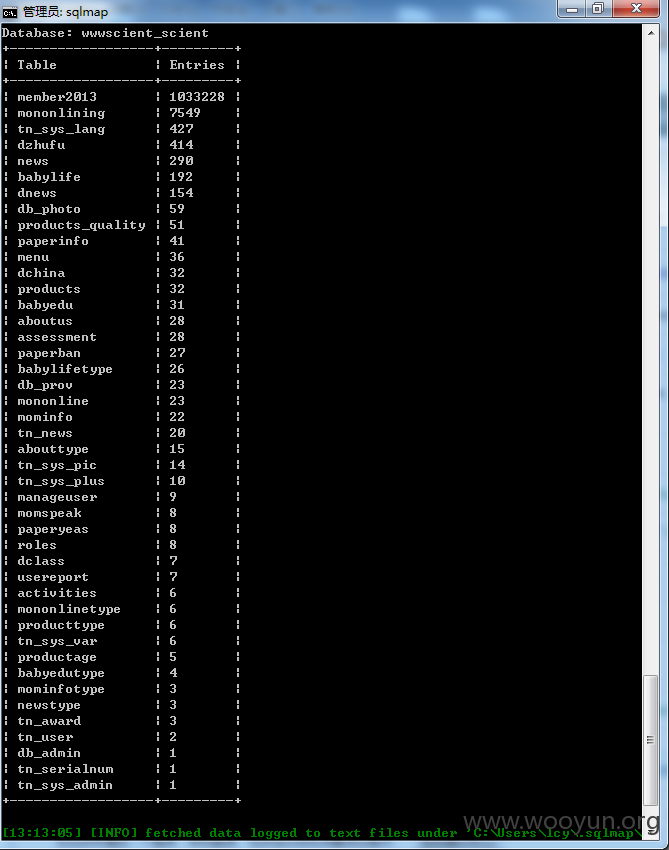 管理员: sqlmap
Database: wwwscient_scient
+------------------+---------+
| Table | Entries |
+------------------+---------+
| member2013 | 1033228 |
| mononlining | 7549 |
| tn_sys_lang | 427 |
| dzhufu | 414 |
| news | 290 |
| babylife | 192 |
| dnews | 154 |
| db_photo | 59 |
| products_quality | 51 |
| paperinfo | 41 |
| menu | 36 |
| dchina | 32 |
| products | 32 |
| babyedu | 31 |
| aboutus | 28 |
| assessment | 28 |
| paperban | 27 |
| babylifetype | 26 |
| db_prov | 23 |
| mononline | 23 |
| mominfo | 22 |
| tn_news | 20 |
| abouttype | 15 |
| tn_sys_pic | 14 |
| tn_sys_plus | 10 |
| manageuser | 9 |
| momspeak | 8 |
| paperyeas | 8 |
| roles | 8 |
| dclass | 7 |
| usereport | 7 |
| activities | 6 |
| mononlinetype | 6 |
| producttype | 6 |
| tn_sys_var | 6 |
| productage | 5 |
| babyedutype | 4 |
| mominfotype | 3 |
| newstype | 3 |
| tn_award | 3 |
| tn_user | 2 |
| db_admin | 1 |
| tn_serialnum | 1 |
| tn_sys_admin | 1 |
+------------------+---------+
www.wooyun.org
[13:13:05] [INFO] fetched data logged to text files under 'C:\Users\lcy\.sqlmap\